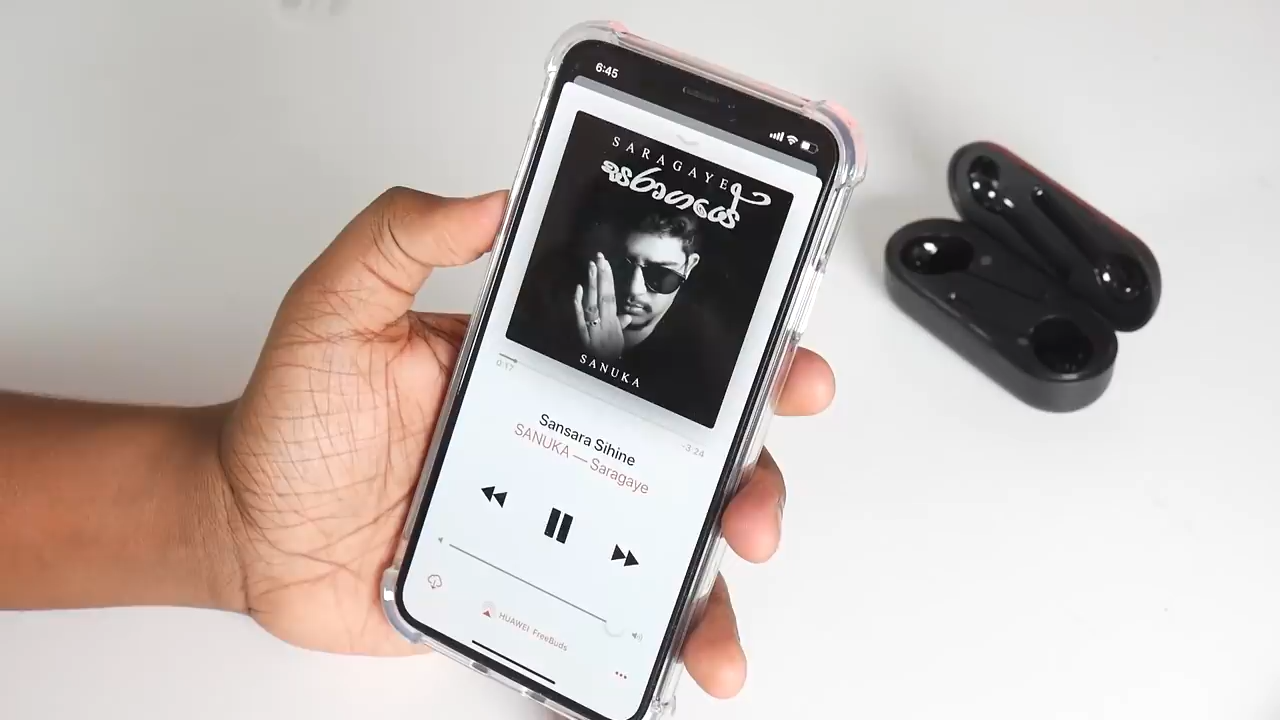 6:45
SARAGAYE
සරාගයේ
SANUKA
0:17
-3:24
Sansara Sihine
SANUKA — Saragaye
HUAWEI FreeBuds